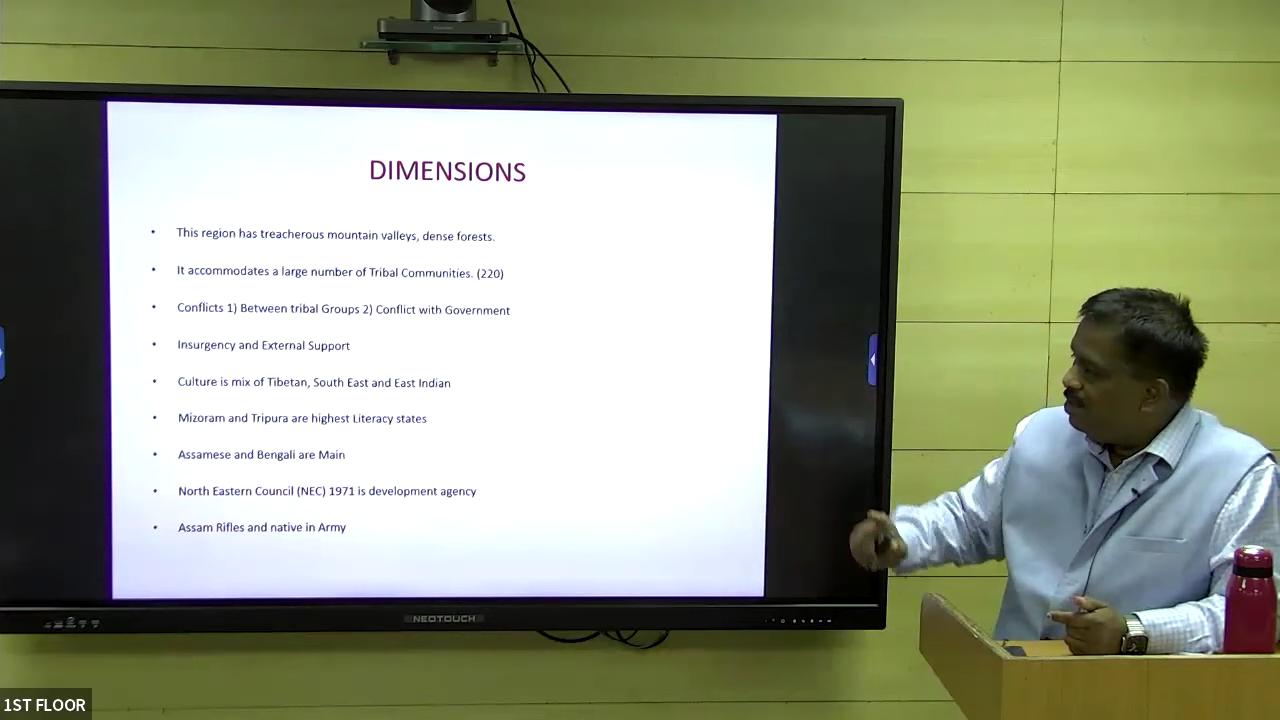 DIMENSIONS
• This region has treacherous mountain valleys, dense forests.
• It accommodates a large number of Tribal Communities. (220)
• Conflicts 1) Between tribal Groups 2) Conflict with Government
• Insurgency and External Support
• Culture is mix of Tibetan, South East and East Indian
• Mizoram and Tripura are highest Literacy states
• Assamese and Bengali are Main
• North Eastern Council (NEC) 1971 is development agency
• Assam Rifles and native in Army
NEOTOUCH
1ST FLOOR